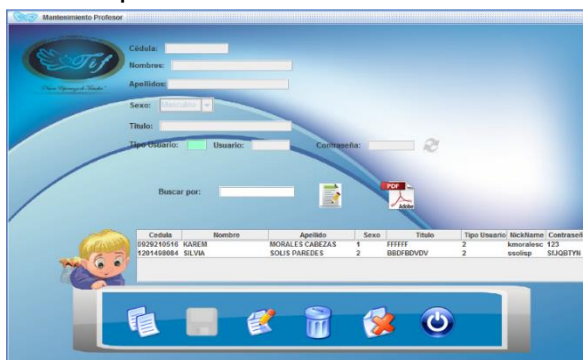 Mantenimiento Profesor
Cédula:
Nombres:
Apellidos:
Sexo: Masculino
Título:
Tipo Usuario: Usuario: Contraseña:
Buscar por:
PDF
Adobe
Cedula Nombre Apellido Sexo Titulo Tipo Usuario NickName Contraseñ
0929210516 KAREM MORALES CABEZAS 1 FFFFFF 2 kmoralesc 123
1201498084 SILVIA SOLIS PAREDES 2 BBDFBDVDV 2 ssolisp